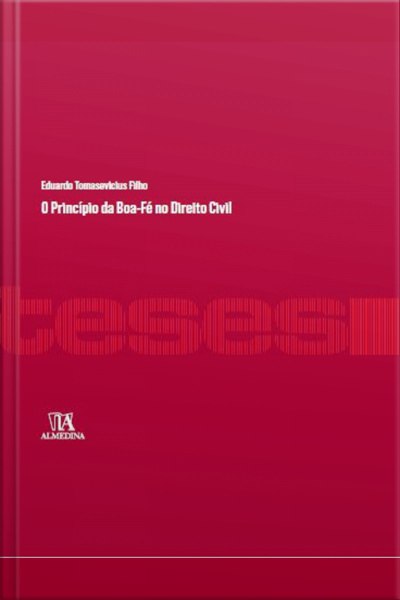 Eduardo Tomasevicius Filho
O Princípio da Boa-Fé no Direito Civil
teses
ALMEDINA